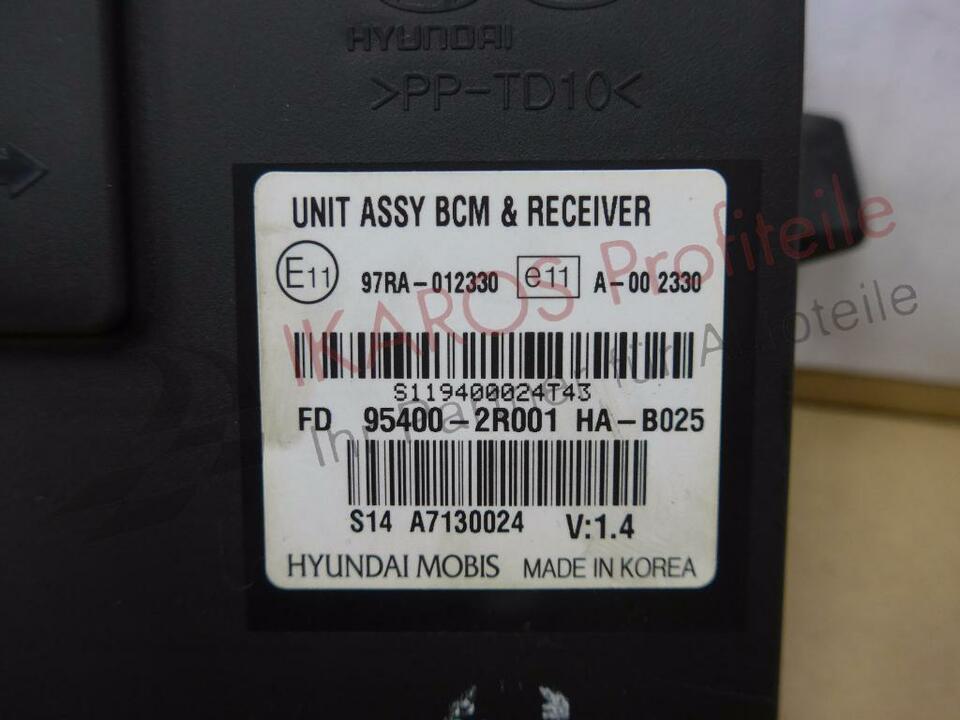 HYUNDAI
>PP-TD10<
UNIT ASSY BCM & RECEIVER
E11 97RA-012330 e11 A-00 2330
IKAROS Profiteile
Ihr Partner für Autoteile
S119400024T43
FD 95400-2R001 HA-B025
S14 A7130024 V:1.4
HYUNDAI MOBIS MADE IN KOREA